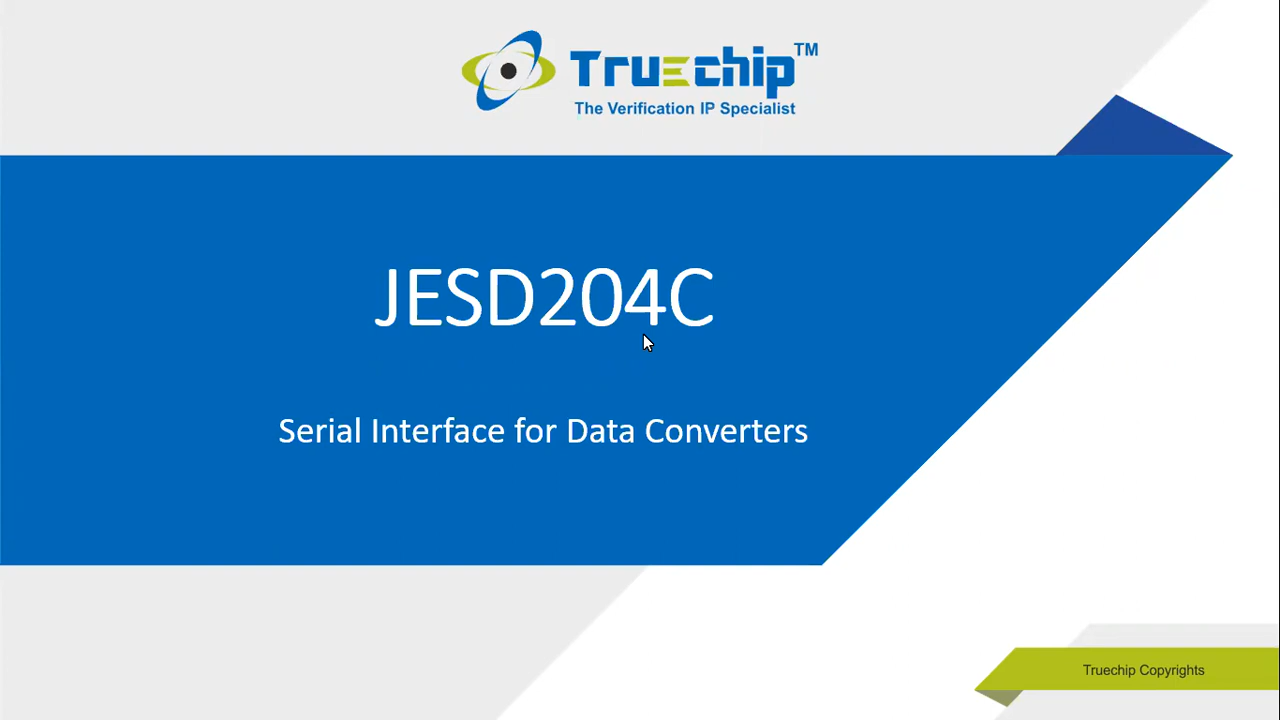 Truechip™
The Verification IP Specialist
JESD204C
Serial Interface for Data Converters
Truechip Copyrights